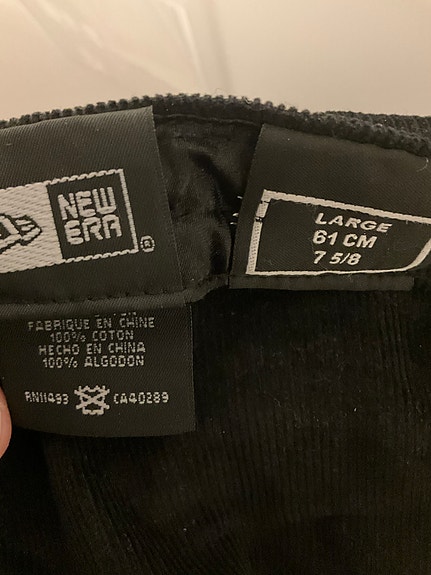 NEW
ERA
®
LARGE
61 CM
7 5/8
FABRIQUE EN CHINE
100% COTON
HECHO EN CHINA
100% ALGODON
RN11493 CA40289